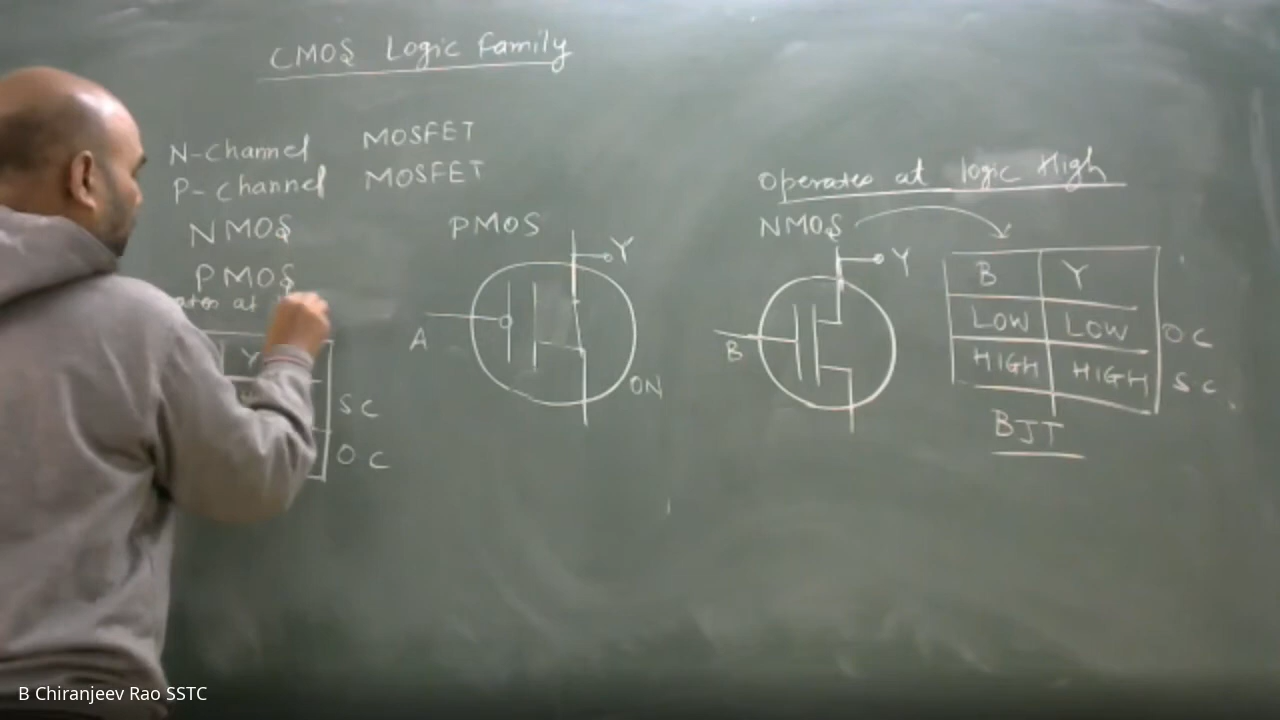 CMOS Logic Family
N-Channel MOSFET
P-Channel MOSFET
NMOS
PMOS
at
Y
SC
OC
PMOS
Y
A
ON
Operates at logic High
NMOS
Y
B
B Y
LOW LOW OC
HIGH HIGH SC
BJT
B Chiranjeev Rao SSTC